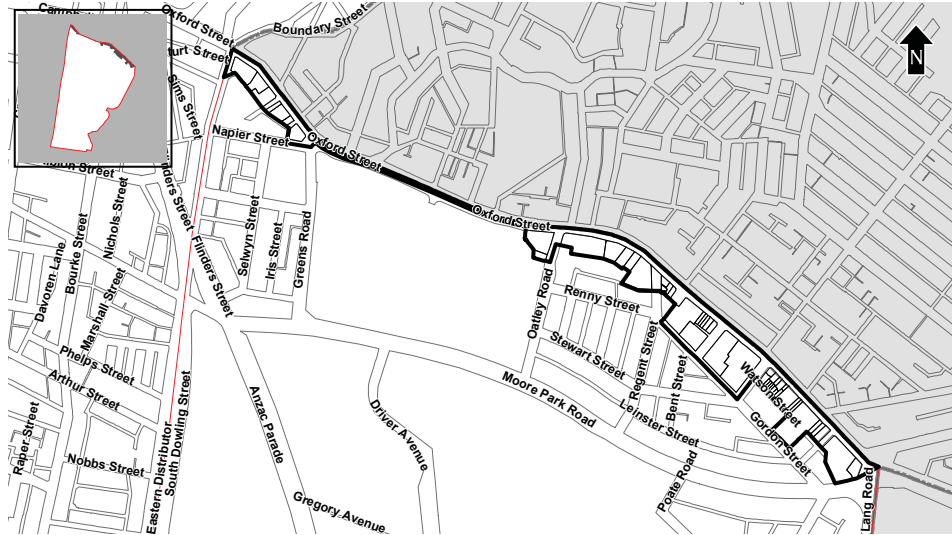 Oxford Street
Boundary Street
N
Sims Street
Napier Street
Oxford Street
Oxford Street
Flinders Street
Nichols Street
Bourke Street
Davoren Lane
Marshall Street
Selwyn Street
Iris Street
Greens Road
Oatley Road
Renny Street
Stewart Street
Regent Street
Bent Street
Watson Street
Gordon Street
Phelps Street
Arthur Street
Moore Park Road
Leinster Street
Anzac Parade
Driver Avenue
Raper Street
Nobbs Street
Eastern Distributor
South Dowling Street
Gregory Avenue
Poate Road
Lang Road